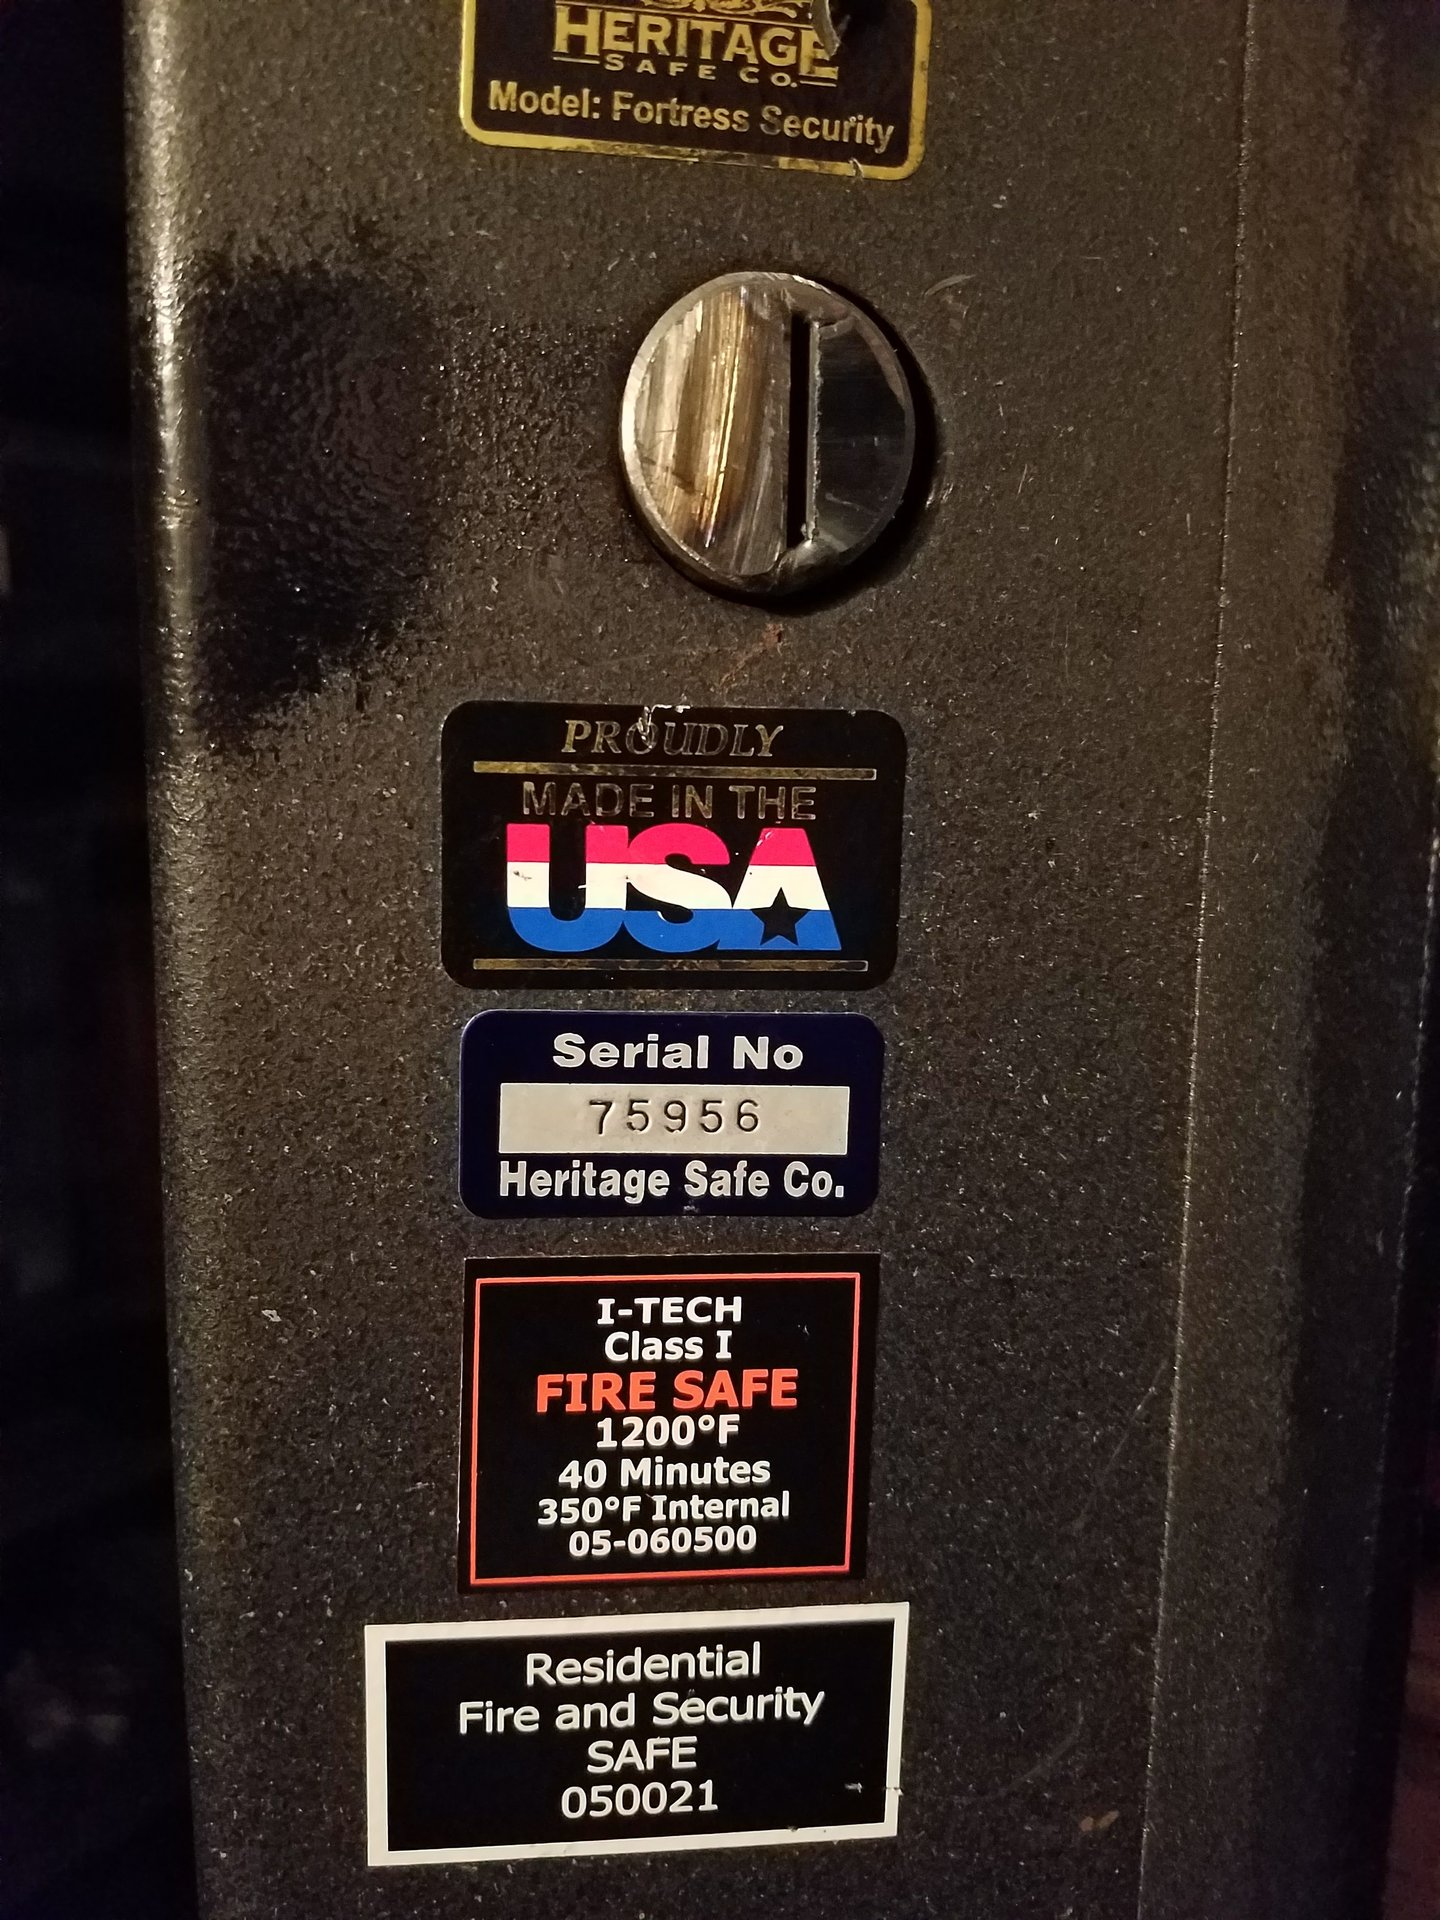 HERITAGE
SAFE CO.
Model: Fortress Security
PROUDLY
MADE IN THE
USA
Serial No
75956
Heritage Safe Co.
I-TECH
Class I
FIRE SAFE
1200°F
40 Minutes
350°F Internal
05-060500
Residential
Fire and Security
SAFE
050021